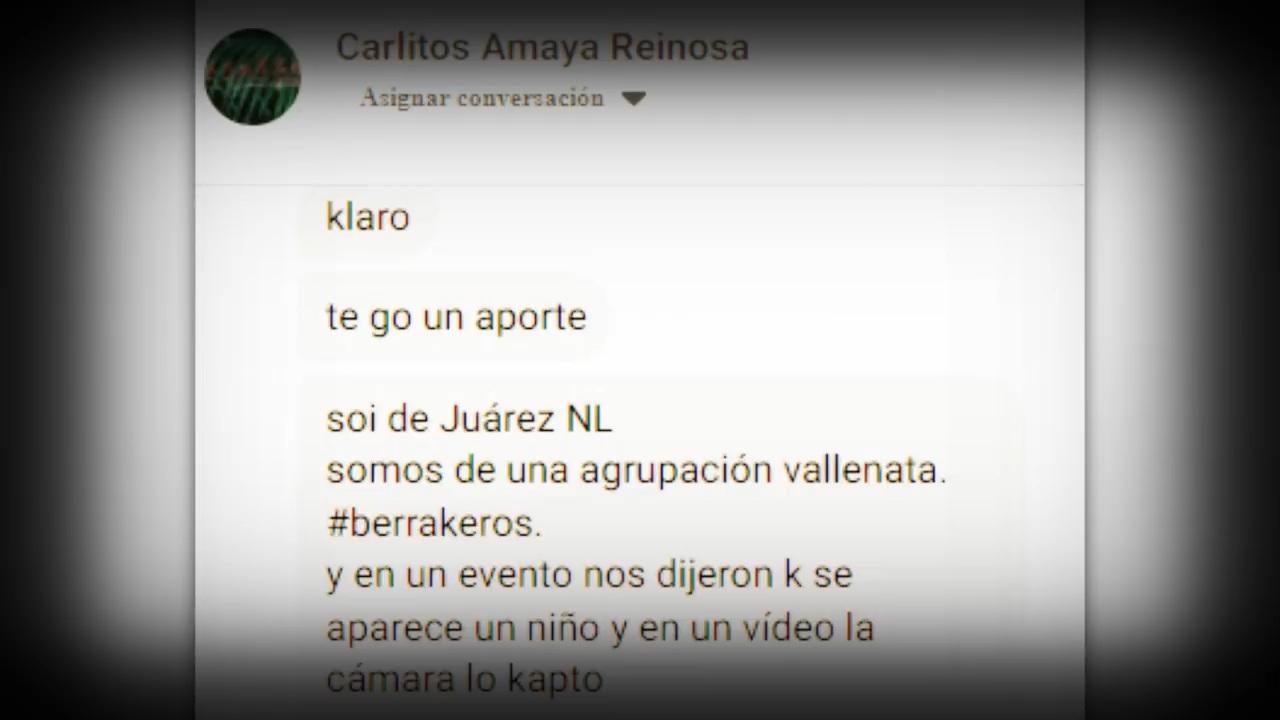 Carlitos Amaya Reinosa
Asignar conversación
klaro
te go un aporte
soi de Juárez NL
somos de una agrupación vallenata.
#berrakeros.
y en un evento nos dijeron k se
aparece un niño y en un vídeo la
cámara lo kapto